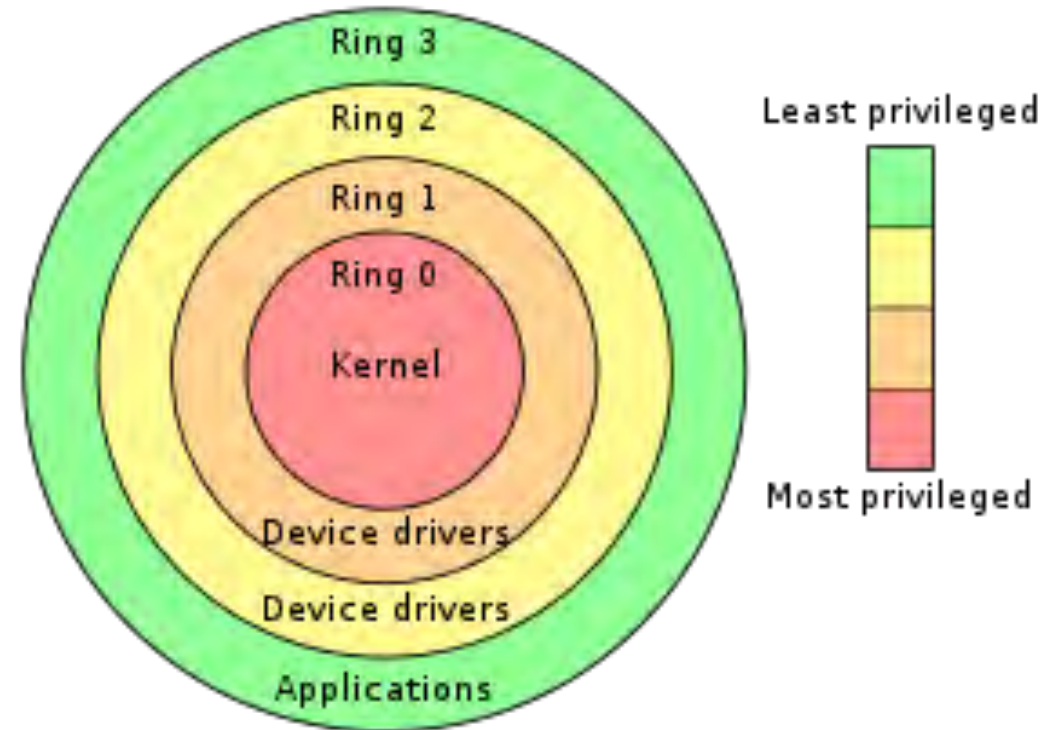 Ring 3
Ring 2
Ring 1
Ring 0
Kernel
Device drivers
Device drivers
Applications
Least privileged
Most privileged